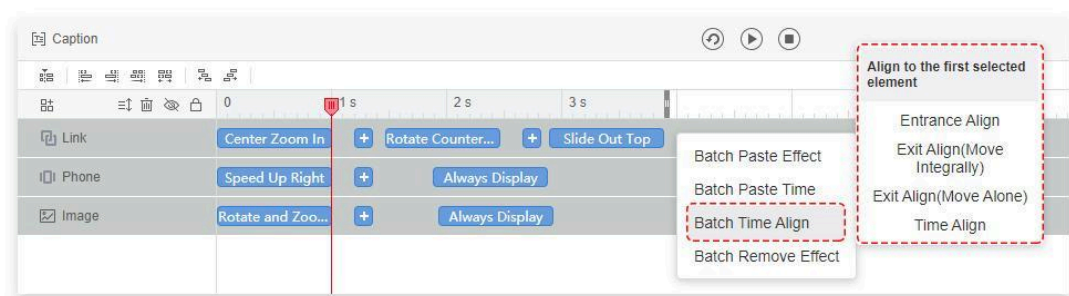 Caption
0 1 s 2 s 3 s
Link Center Zoom In Rotate Counter... Slide Out Top
Phone Speed Up Right Always Display
Image Rotate and Zoo... Always Display
Batch Paste Effect
Batch Paste Time
Batch Time Align
Batch Remove Effect
Align to the first selected
element
Entrance Align
Exit Align(Move
Integrally)
Exit Align(Move Alone)
Time Align